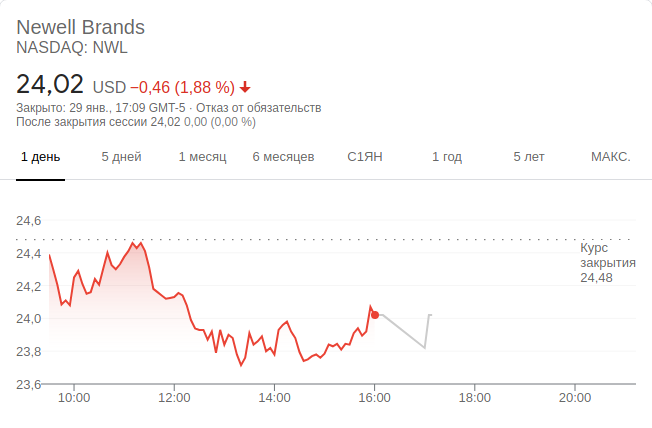 Newell Brands
NASDAQ: NWL
24,02 USD −0,46 (1,88 %)
Закрыто: 29 янв., 17:09 GMT-5 · Отказ от обязательств
После закрытия сессии 24,02 0,00 (0,00 %)
1 день 5 дней 1 месяц 6 месяцев С1ЯН 1 год 5 лет МАКС.
24,6
24,4
24,2
24,0
23,8
23,6
Курс
закрытия
24,48
10:00 12:00 14:00 16:00 18:00 20:00